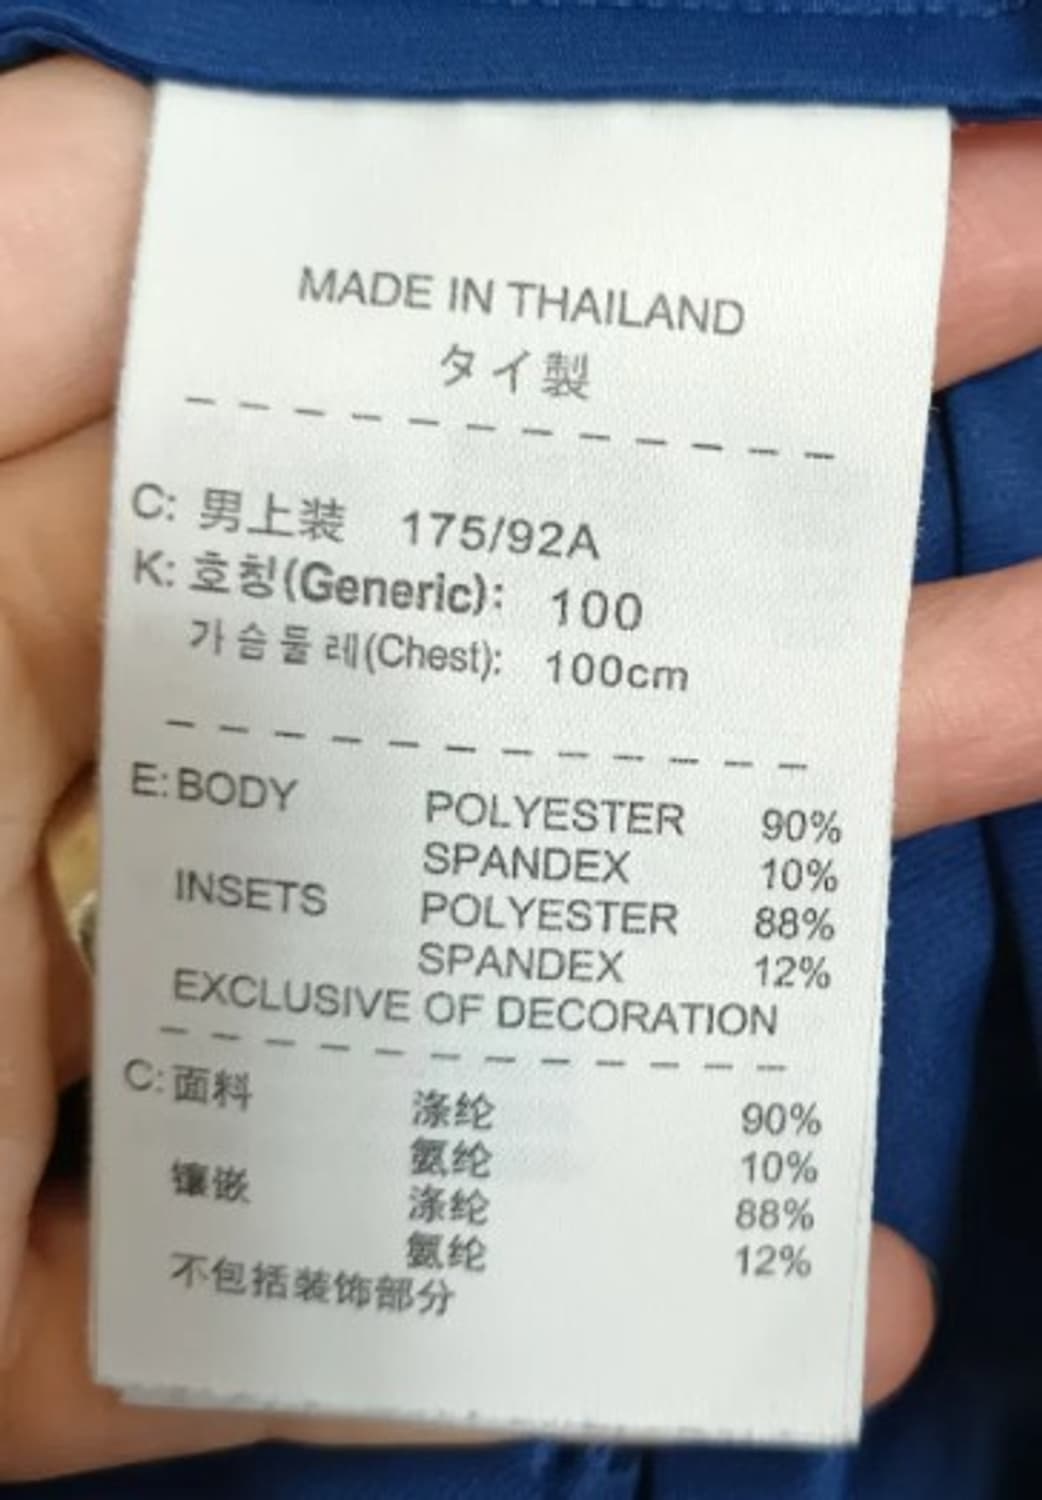 MADE IN THAILAND
タイ製
C: 男上装 175/92A
K: 호칭(Generic): 100
가슴둘레(Chest): 100cm
E: BODY POLYESTER 90%
SPANDEX 10%
INSETS POLYESTER 88%
SPANDEX 12%
EXCLUSIVE OF DECORATION
C: 面料 涤纶 90%
氨纶 10%
镶嵌 涤纶 88%
氨纶 12%
不包括装饰部分